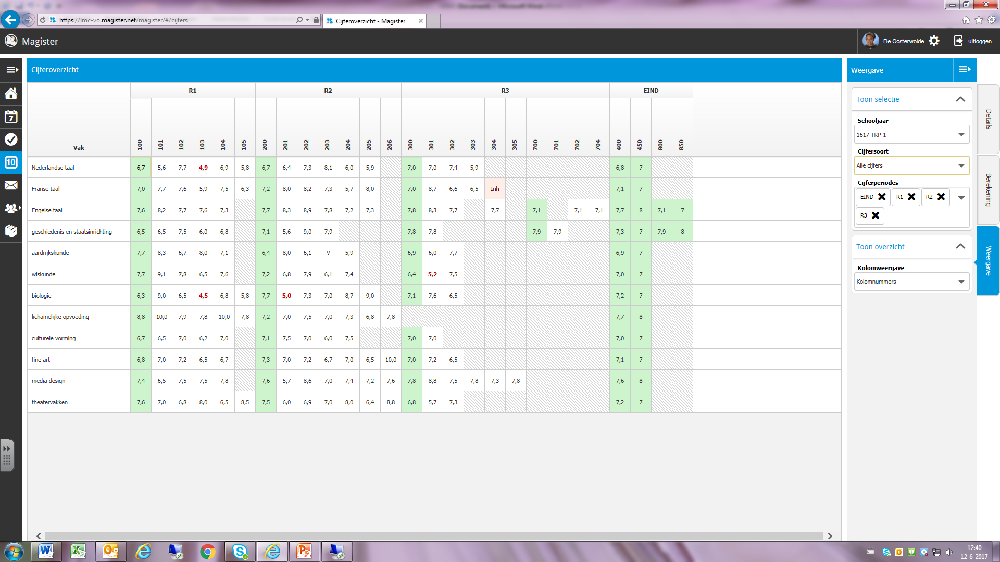 https://lmc-vo.magister.net/magister/#/cijfers
Cijferoverzicht - Magister
Magister
Fie Oosterwolde
uitloggen
Cijferoverzicht
Weergave
R1 R2 R3 EIND
Vak 100 101 102 103 104 105 200 201 202 203 204 205 206 300 301 302 303 304 305 700 701 702 704 400 450 800 850
Nederlandse taal 6,7 5,6 7,7 4,9 6,9 5,8 6,7 6,4 7,3 8,1 6,0 5,9 7,0 7,0 7,4 5,9 6,8 7
Franse taal 7,0 7,7 7,6 5,9 7,5 6,3 7,2 8,0 8,2 7,3 5,7 8,0 7,0 8,7 6,6 6,5 Inh 7,1 7
Engelse taal 7,6 8,2 7,7 7,6 7,3 7,7 8,3 8,9 7,8 7,2 7,3 7,8 8,3 7,7 7,7 7,1 7,1 7,1 7,7 8 7,1 7
geschiedenis en staatsinrichting 6,5 6,5 7,5 6,0 6,8 7,1 5,6 9,0 7,9 7,8 7,8 7,9 7,9 7,3 7 7,9 8
aardrijkskunde 7,7 8,3 6,7 8,0 7,1 6,4 8,0 6,1 V 5,9 6,9 6,0 7,7 6,9 7
wiskunde 7,7 9,1 7,8 6,5 7,6 7,2 6,8 7,9 6,1 7,4 6,4 5,2 7,5 7,0 7
biologie 6,3 9,0 6,5 4,5 6,8 5,8 7,7 5,0 7,3 7,0 8,7 9,0 7,1 7,6 6,5 7,2 7
lichamelijke opvoeding 8,8 10,0 7,9 7,8 10,0 7,8 7,2 7,0 7,5 7,0 7,3 6,8 7,8 7,7 8
culturele vorming 6,7 6,5 7,0 6,2 7,0 7,1 7,5 7,0 6,0 7,5 7,0 7,0 7,0 7
fine art 6,8 7,0 7,2 6,5 6,7 7,3 7,0 7,2 6,7 7,0 6,5 10,0 7,0 7,2 6,5 7,1 7
media design 7,4 6,5 7,5 7,5 7,8 7,6 5,7 8,6 7,0 7,4 7,2 7,6 7,8 8,8 7,5 7,8 7,3 7,8 7,6 8
theatervakken 7,6 7,0 6,8 8,0 6,5 8,5 7,5 6,0 6,9 7,0 8,0 6,4 8,8 6,8 5,7 7,3 7,2 7
Toon selectie
Schooljaar
1617 TRP-1
Cijfersoort
Alle cijfers
Cijferperiodes
EIND R1 R2
R3
Toon overzicht
Kolomweergave
Kolomnummers
Details
Berekening
Weergave
7
10
12:40
12-6-2017